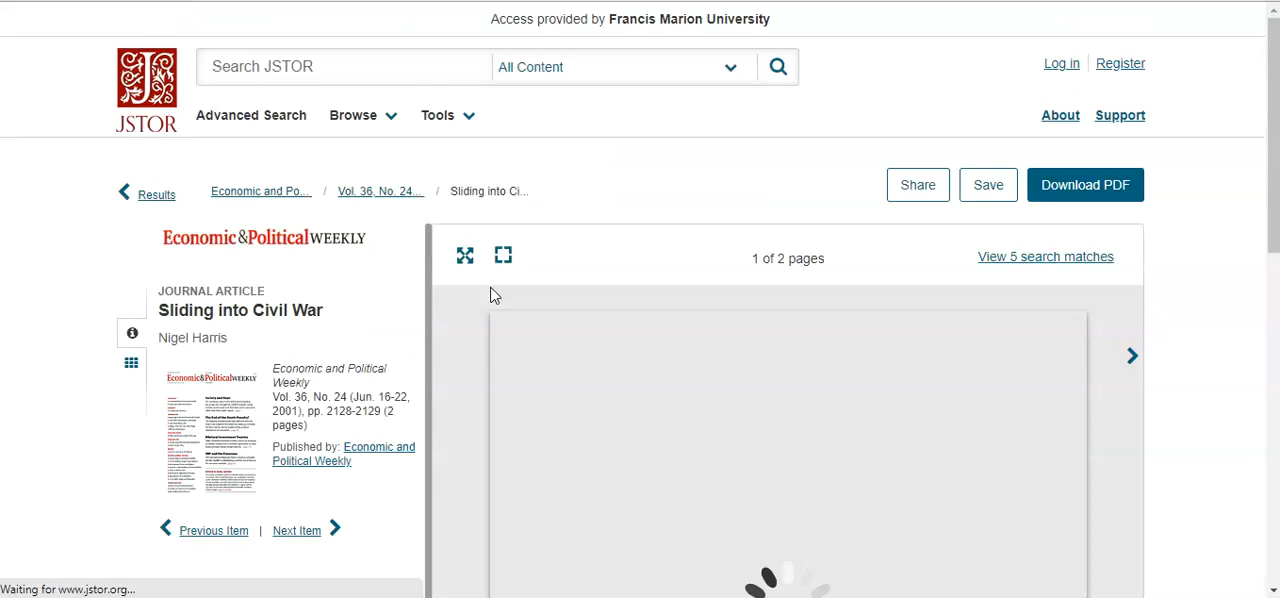 Access provided by Francis Marion University
Search JSTOR
All Content
Log in
Register
JSTOR
Advanced Search
Browse
Tools
About
Support
Results
Economic and Po...
/
Vol. 36, No. 24...
/
Sliding into Ci...
Share
Save
Download PDF
Economic&PoliticalWEEKLY
1 of 2 pages
View 5 search matches
JOURNAL ARTICLE
Sliding into Civil War
Nigel Harris
Economic&PoliticalWEEKLY
Economic and Political
Weekly
Vol. 36, No. 24 (Jun. 16-22,
2001), pp. 2128-2129 (2
pages)
Published by: Economic and
Political Weekly
Previous Item | Next Item
Waiting for www.jstor.org...